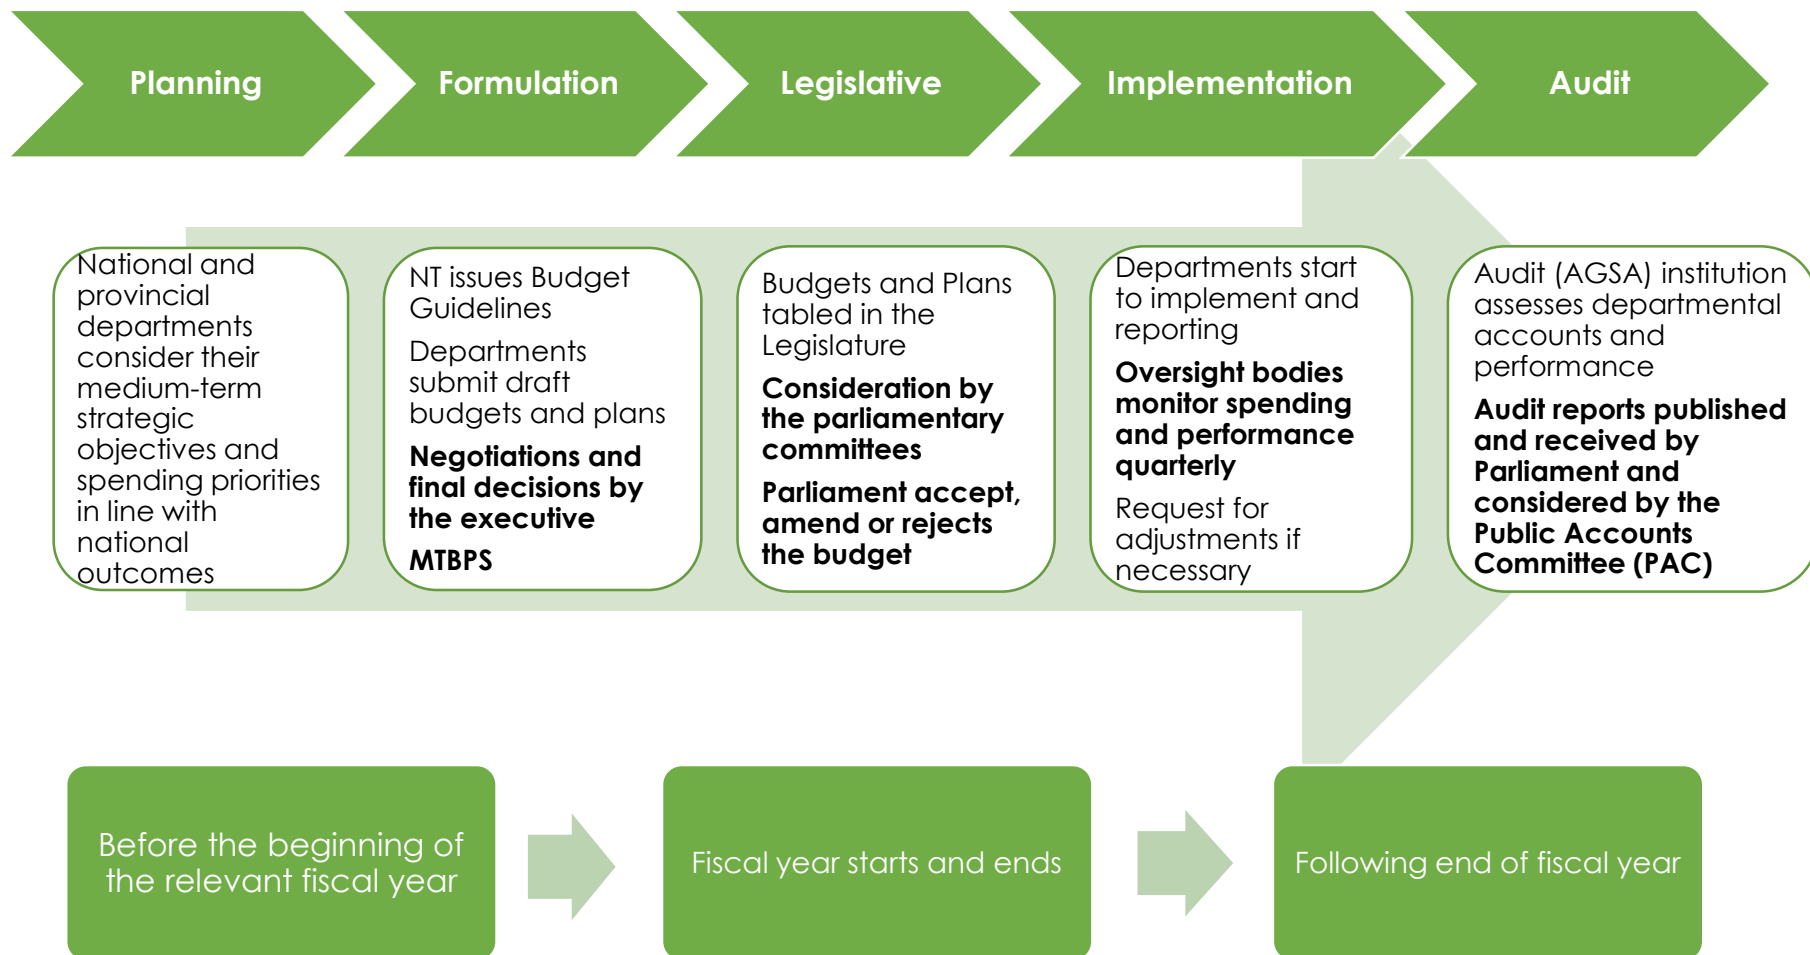 Planning
Formulation
Legislative
Implementation
Audit
National and
provincial
departments
consider their
medium-term
strategic
objectives and
spending priorities
in line with
national
outcomes
NT issues Budget
Guidelines
Departments
submit draft
budgets and plans
Negotiations and
final decisions by
the executive
MTBPS
Budgets and Plans
tabled in the
Legislature
Consideration by
the parliamentary
committees
Parliament accept,
amend or rejects
the budget
Departments start
to implement and
reporting
Oversight bodies
monitor spending
and performance
quarterly
Request for
adjustments if
necessary
Audit (AGSA) institution
assesses departmental
accounts and
performance
Audit reports published
and received by
Parliament and
considered by the
Public Accounts
Committee (PAC)
Before the beginning of
the relevant fiscal year
Fiscal year starts and ends
Following end of fiscal year